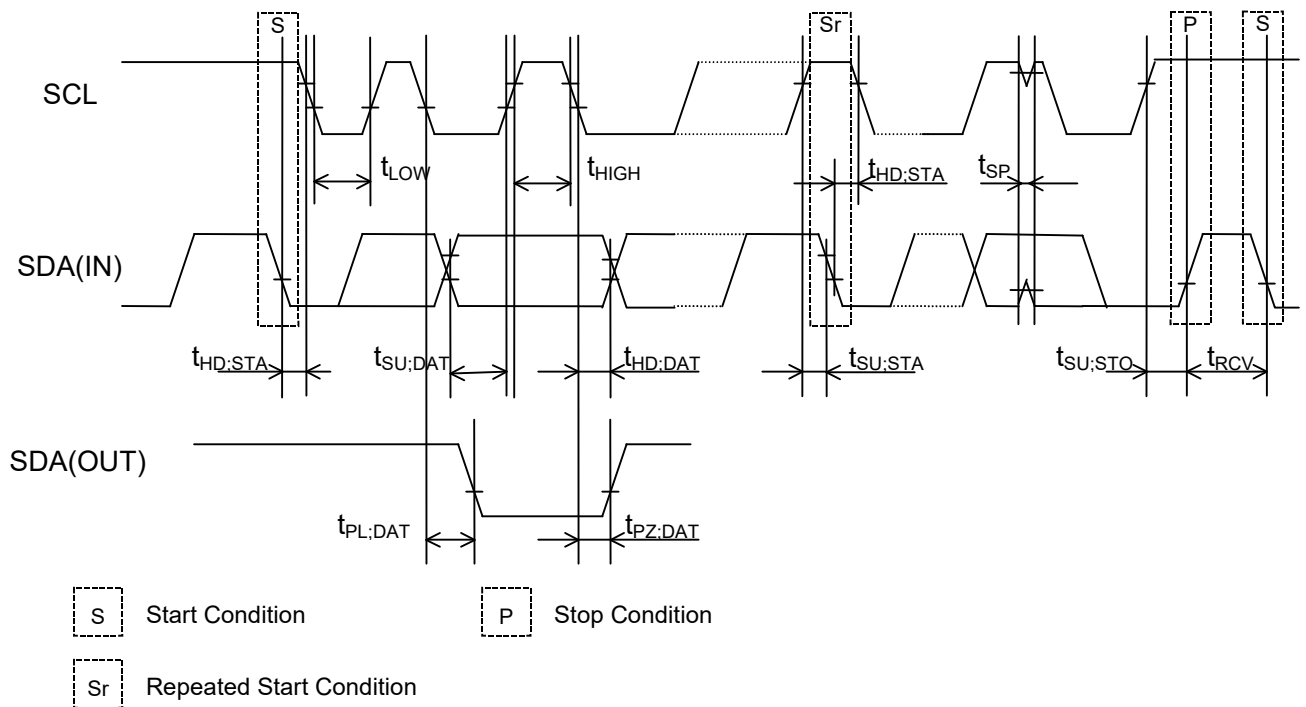 S Sr P S
SCL
tLOW tHIGH tHD;STA tSP
SDA(IN)
tHD;STA tSU;DAT tHD;DAT tSU;STA tSU;STO tRCV
SDA(OUT)
tPL;DAT tPZ;DAT
S Start Condition P Stop Condition
Sr Repeated Start Condition